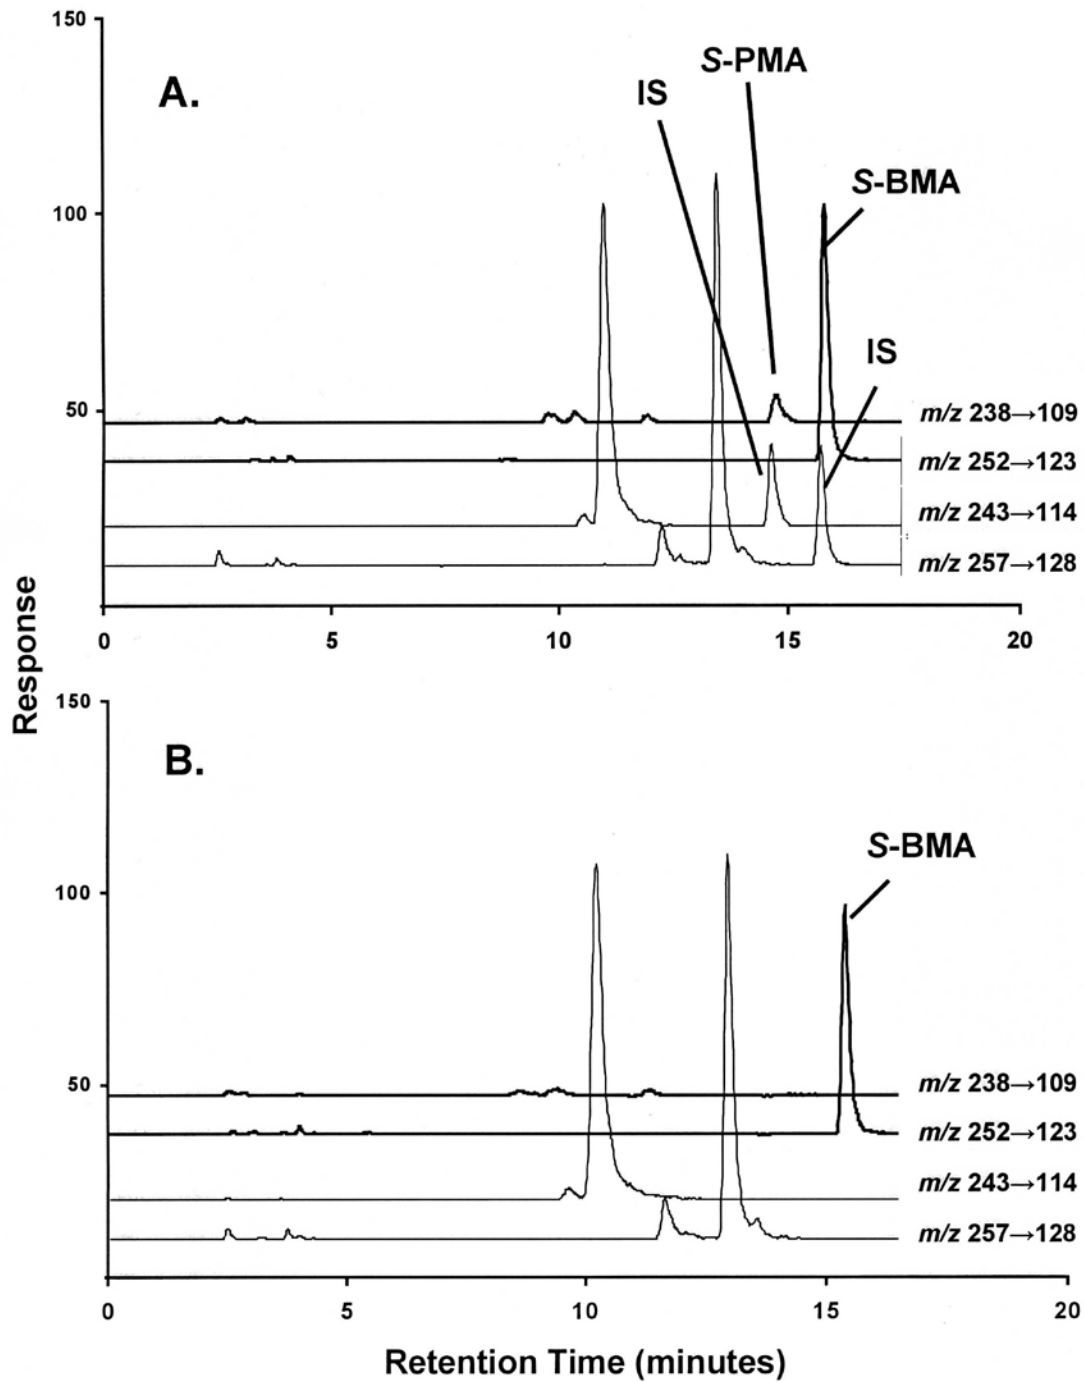 150
A.
S-PMA
IS
S-BMA
100
IS
50
m/z 238→109
m/z 252→123
m/z 243→114
m/z 257→128
0 5 10 15 20
Response
150
B.
S-BMA
100
50
m/z 238→109
m/z 252→123
m/z 243→114
m/z 257→128
0 5 10 15 20
Retention Time (minutes)